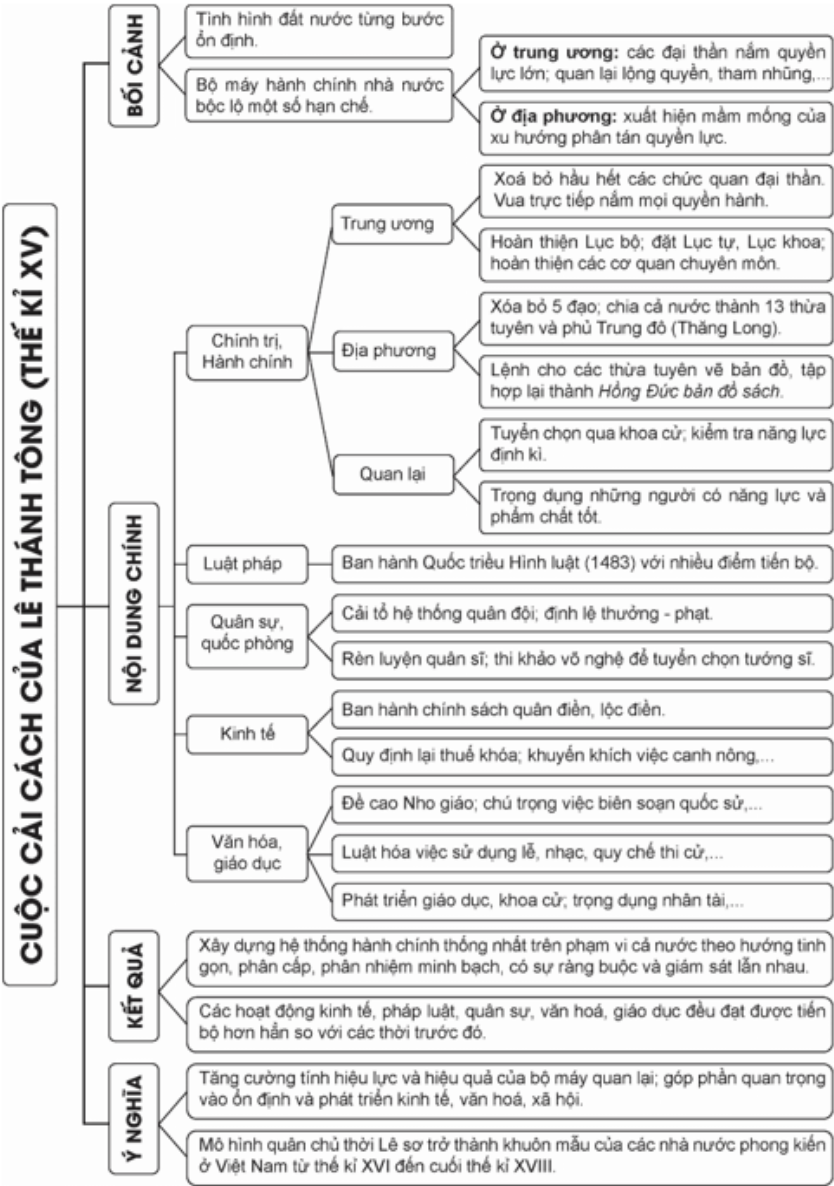 CUỘC CẢI CÁCH CỦA LÊ THÁNH TÔNG (THẾ KỈ XV)
BỐI CẢNH
Tình hình đất nước từng bước
ổn định.
Bộ máy hành chính nhà nước
bộc lộ một số hạn chế.
Ở trung ương: các đại thần nắm quyền
lực lớn; quan lại lộng quyền, tham nhũng,...
Ở địa phương: xuất hiện mầm mống của
xu hướng phân tán quyền lực.
NỘI DUNG CHÍNH
Chính trị,
Hành chính
Trung ương
Xoá bỏ hầu hết các chức quan đại thần.
Vua trực tiếp nắm mọi quyền hành.
Hoàn thiện Lục bộ; đặt Lục tự, Lục khoa;
hoàn thiện các cơ quan chuyên môn.
Địa phương
Xóa bỏ 5 đạo; chia cả nước thành 13 thừa
tuyên và phủ Trung đô (Thăng Long).
Lệnh cho các thừa tuyên vẽ bản đồ, tập
hợp lại thành Hồng Đức bản đồ sách.
Quan lại
Tuyển chọn qua khoa cử; kiểm tra năng lực
định kì.
Trọng dụng những người có năng lực và
phẩm chất tốt.
Luật pháp
Ban hành Quốc triều Hình luật (1483) với nhiều điểm tiến bộ.
Quân sự,
quốc phòng
Cải tổ hệ thống quân đội; định lệ thưởng - phạt.
Rèn luyện quân sĩ; thi khảo võ nghệ để tuyển chọn tướng sĩ.
Kinh tế
Ban hành chính sách quân điền, lộc điền.
Quy định lại thuế khóa; khuyến khích việc canh nông,...
Văn hóa,
giáo dục
Đề cao Nho giáo; chú trọng việc biên soạn quốc sử,...
Luật hóa việc sử dụng lễ, nhạc, quy chế thi cử,...
Phát triển giáo dục, khoa cử; trọng dụng nhân tài,...
KẾT QUẢ
Xây dựng hệ thống hành chính thống nhất trên phạm vi cả nước theo hướng tinh
gọn, phân cấp, phân nhiệm minh bạch, có sự ràng buộc và giám sát lẫn nhau.
Các hoạt động kinh tế, pháp luật, quân sự, văn hoá, giáo dục đều đạt được tiến
bộ hơn hẳn so với các thời trước đó.
Ý NGHĨA
Tăng cường tính hiệu lực và hiệu quả của bộ máy quan lại; góp phần quan trọng
vào ổn định và phát triển kinh tế, văn hoá, xã hội.
Mô hình quân chủ thời Lê sơ trở thành khuôn mẫu của các nhà nước phong kiến
ở Việt Nam từ thế kỉ XVI đến cuối thế kỉ XVIII.